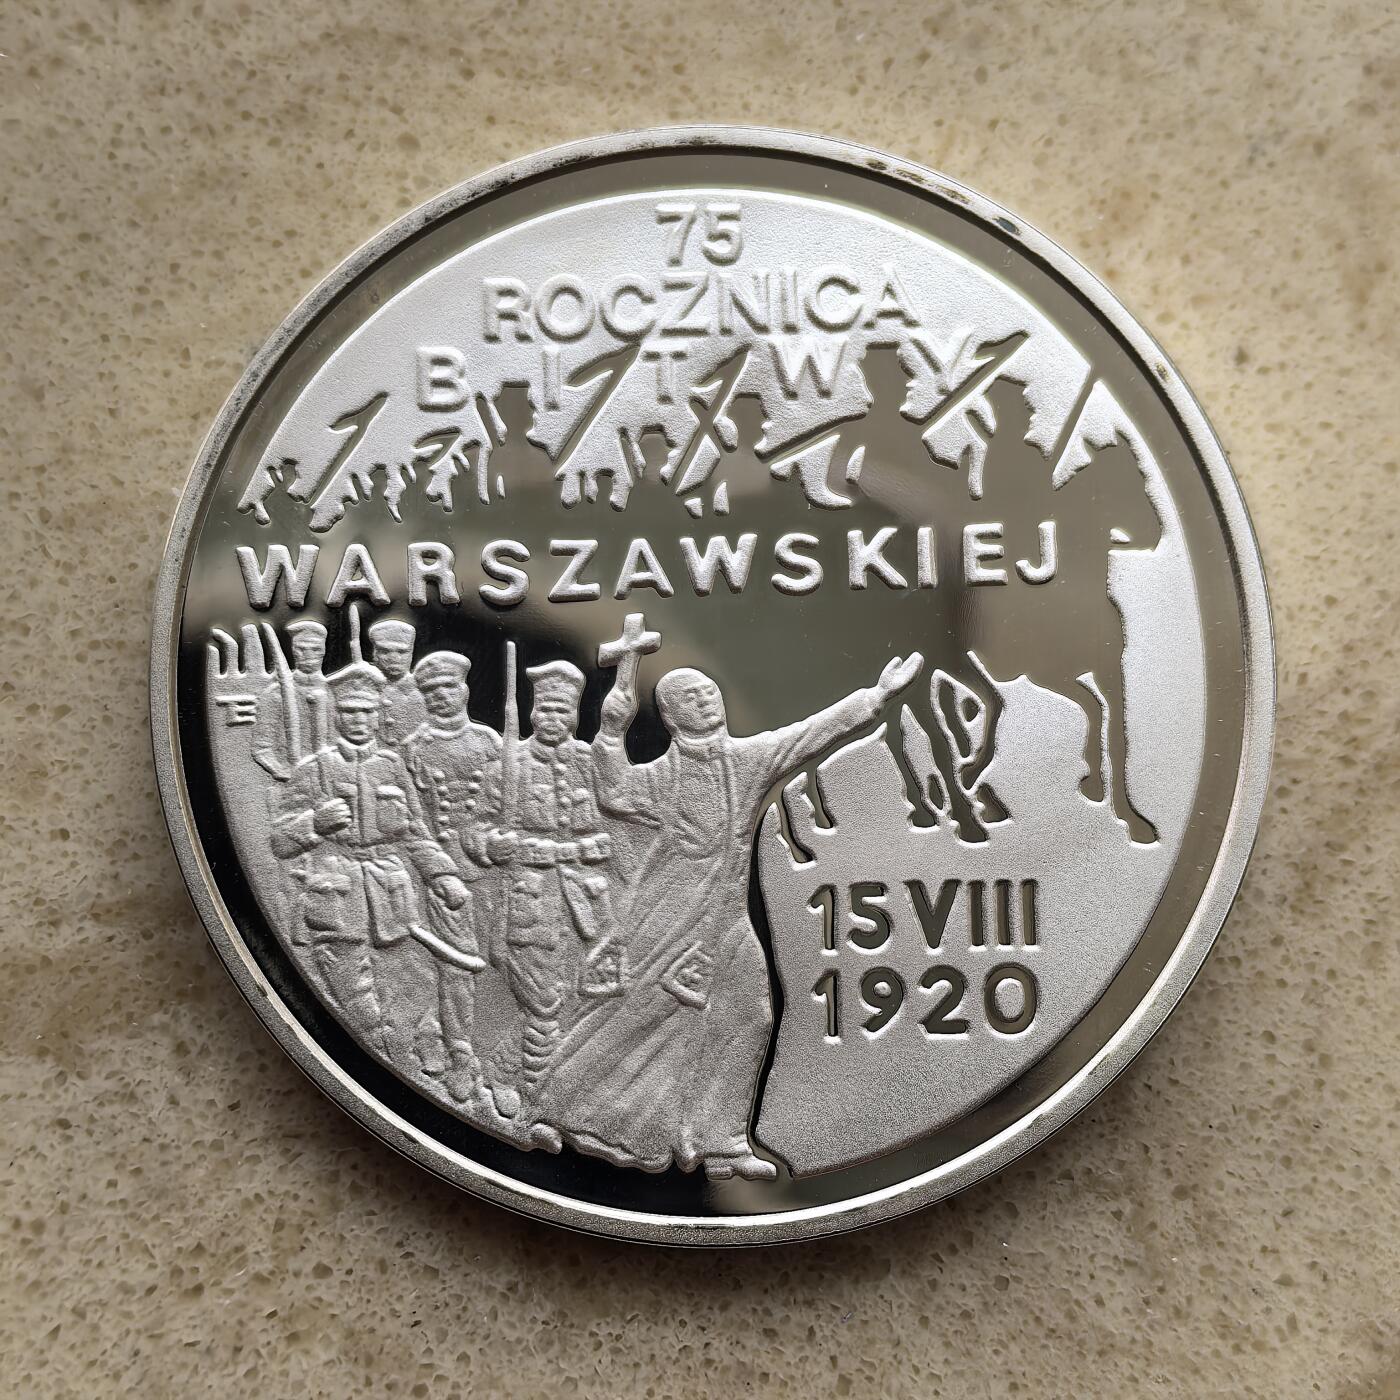 75
ROCZNICA
BITWY
WARSZAWSKIEJ
15 VIII
1920